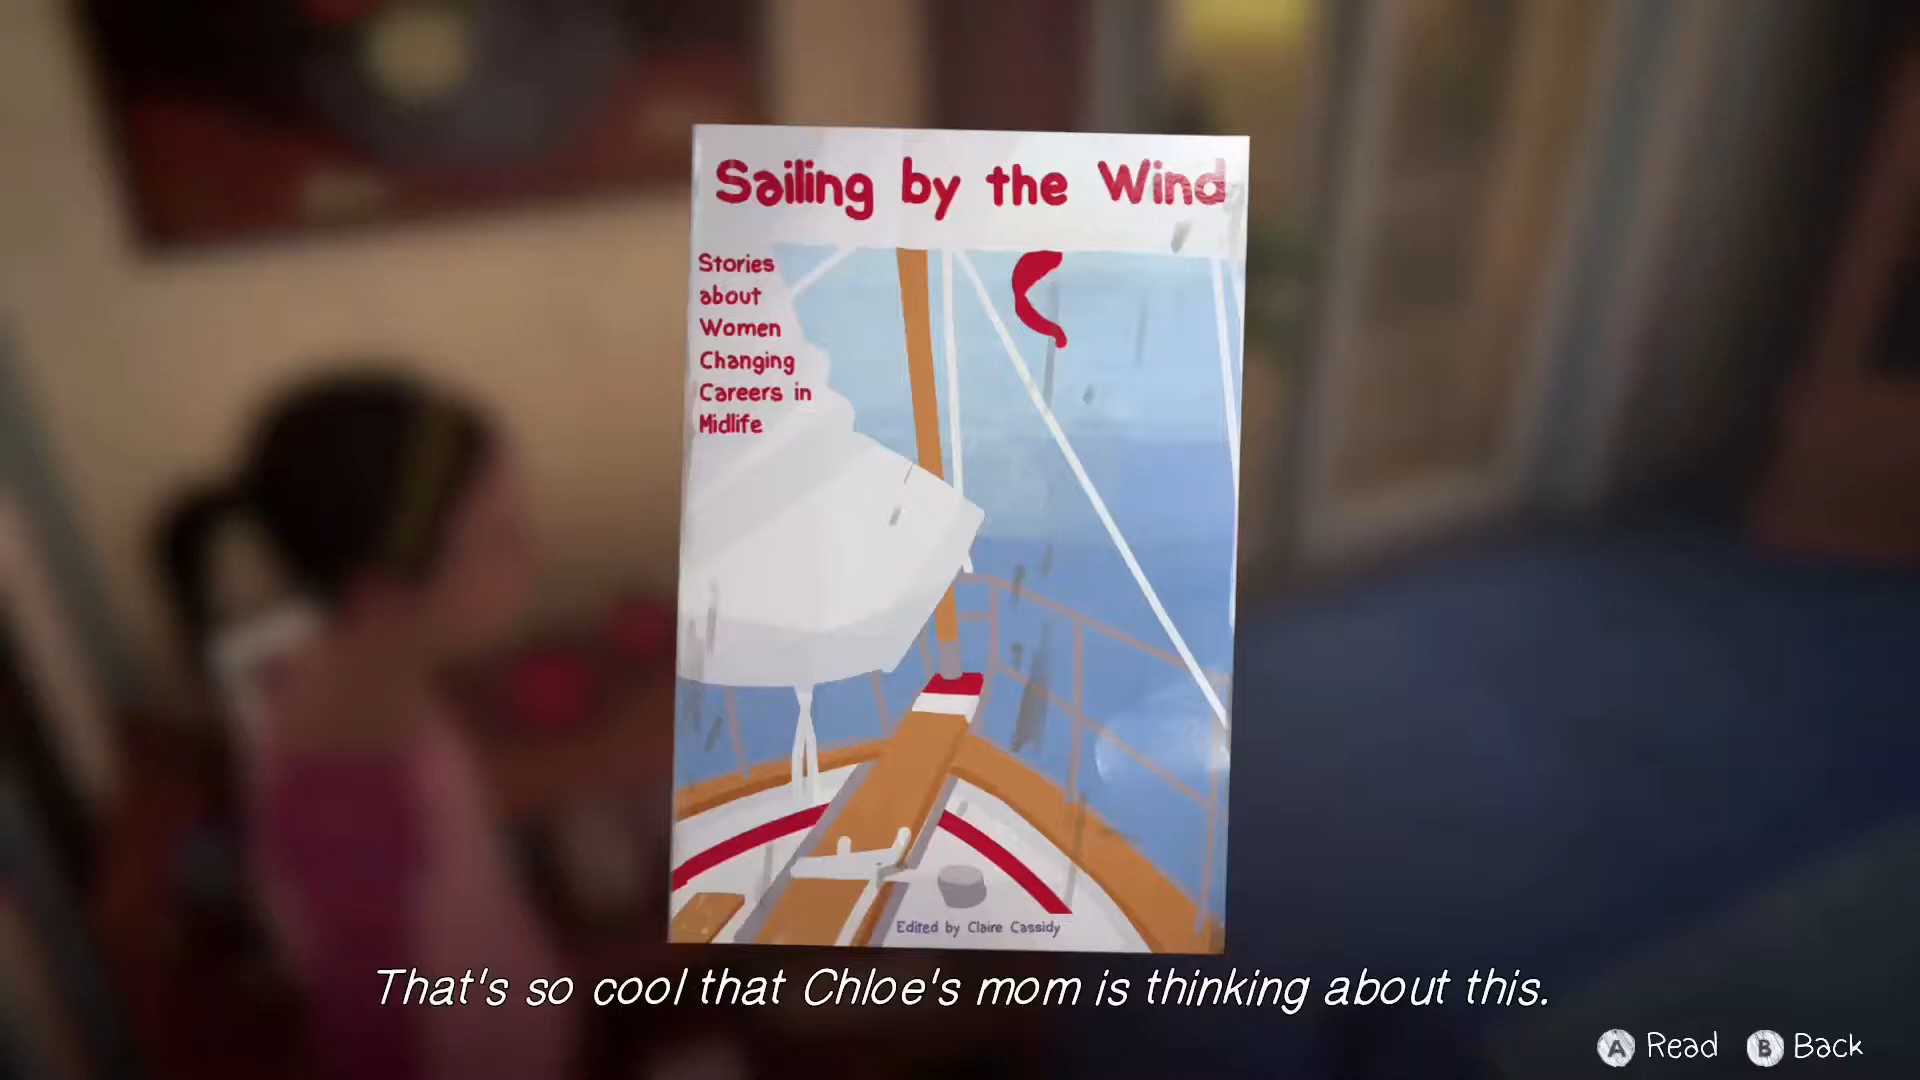 Sailing by the Wind
Stories
about
Women
Changing
Careers in
Midlife
Edited by Claire Cassidy
That's so cool that Chloe's mom is thinking about this.
A Read B Back